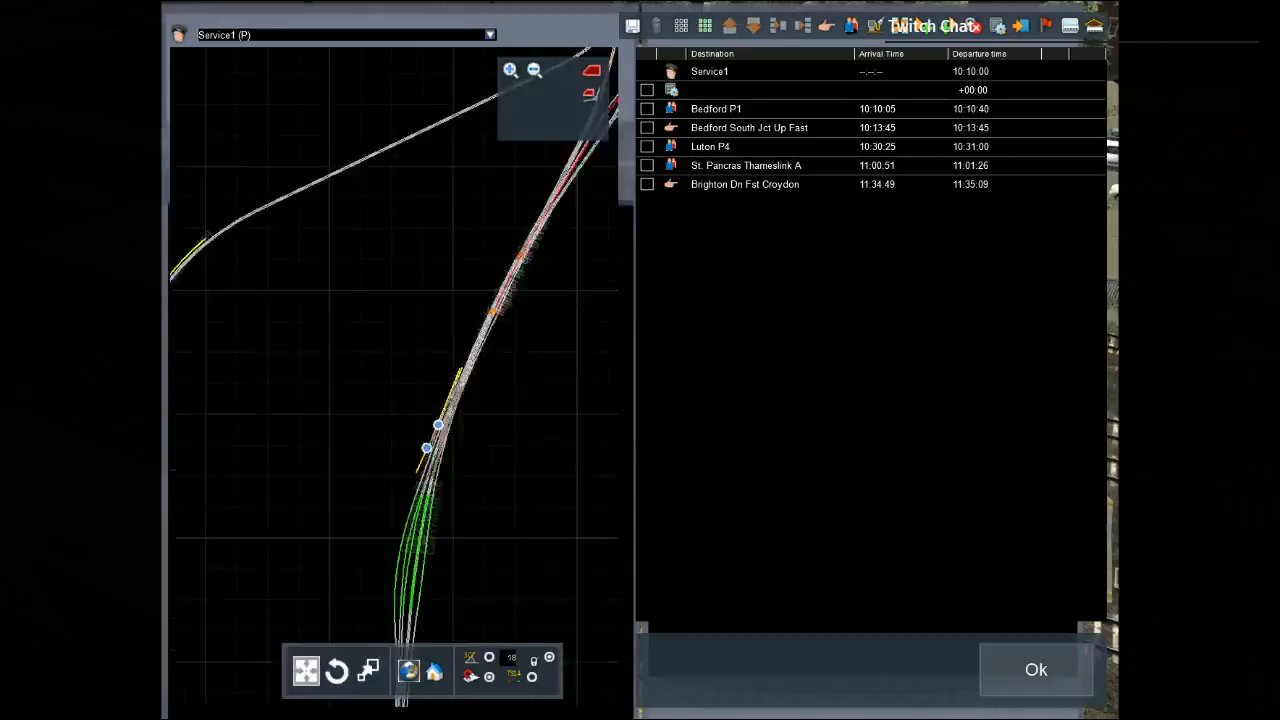 Service1 (P)
Twitch Chat
Destination Arrival Time Departure time
Service1 --:--:-- 10:10:00
+00:00
Bedford P1 10:10:05 10:10:40
Bedford South Jct Up Fast 10:13:45 10:13:45
Luton P4 10:30:25 10:31:00
St. Pancras Thameslink A 11:00:51 11:01:26
Brighton Dn Fst Croydon 11:34:49 11:35:09
18
Ok